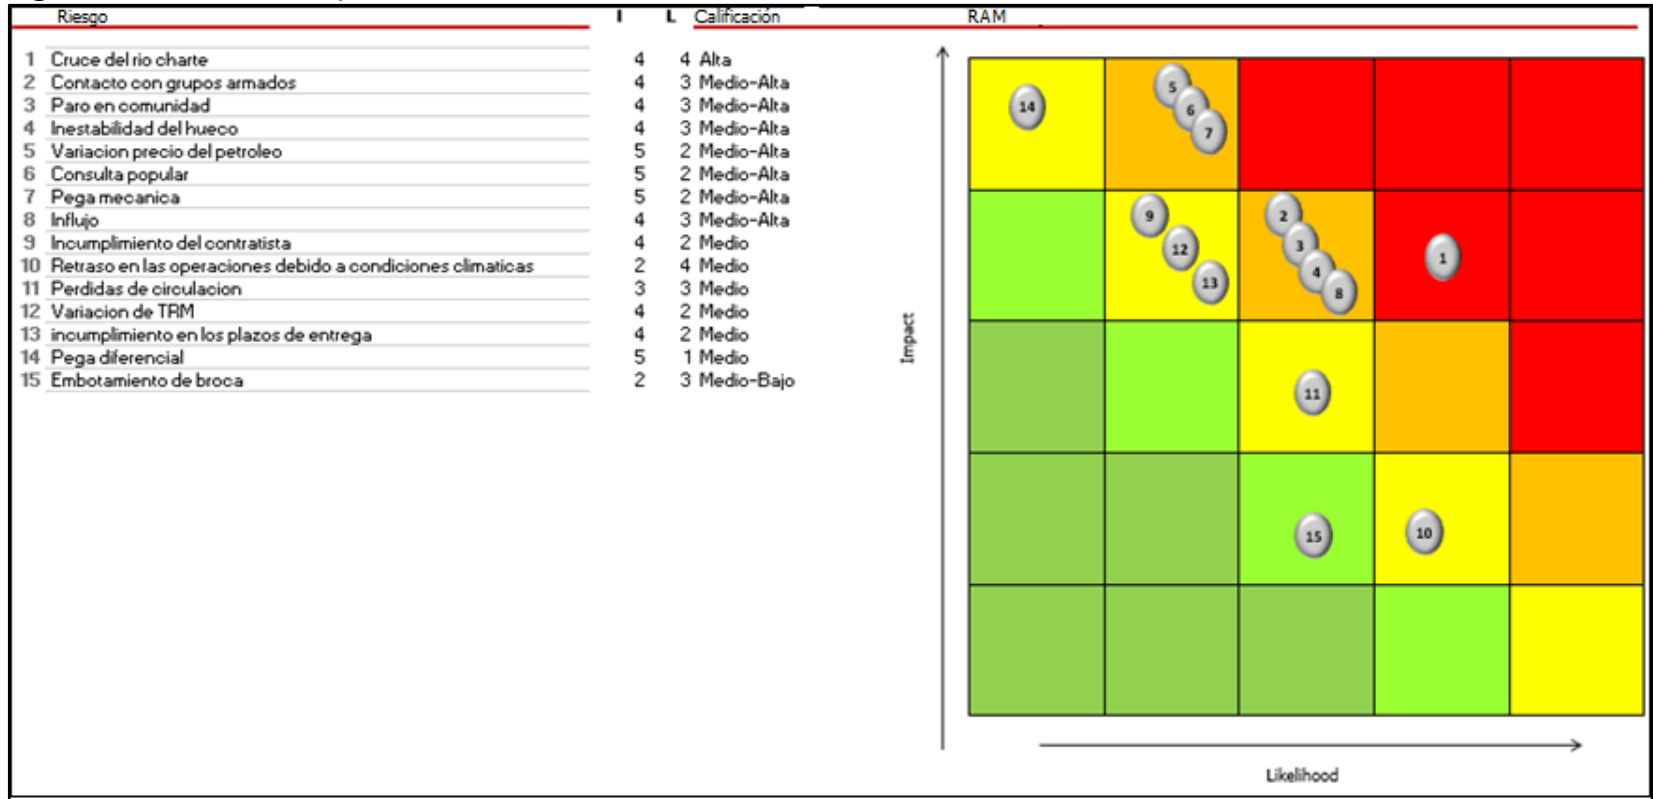 Riesgo I L Calificación RAM
1 Cruce del rio charte 4 4 Alta
2 Contacto con grupos armados 4 3 Medio-Alta
3 Paro en comunidad 4 3 Medio-Alta
4 Inestabilidad del hueco 4 3 Medio-Alta
5 Variacion precio del petroleo 5 2 Medio-Alta
6 Consulta popular 5 2 Medio-Alta
7 Pega mecanica 5 2 Medio-Alta
8 Influjo 4 3 Medio-Alta
9 Incumplimiento del contratista 4 2 Medio
10 Retraso en las operaciones debido a condiciones climaticas 2 4 Medio
11 Perdidas de circulacion 3 3 Medio
12 Variacion de TRM 4 2 Medio
13 incumplimiento en los plazos de entrega 4 2 Medio
14 Pega diferencial 5 1 Medio
15 Embotamiento de broca 2 3 Medio-Bajo
Impact
14
5
6
7
9
12
13
2
3
4
8
1
11
15
10
Likelihood